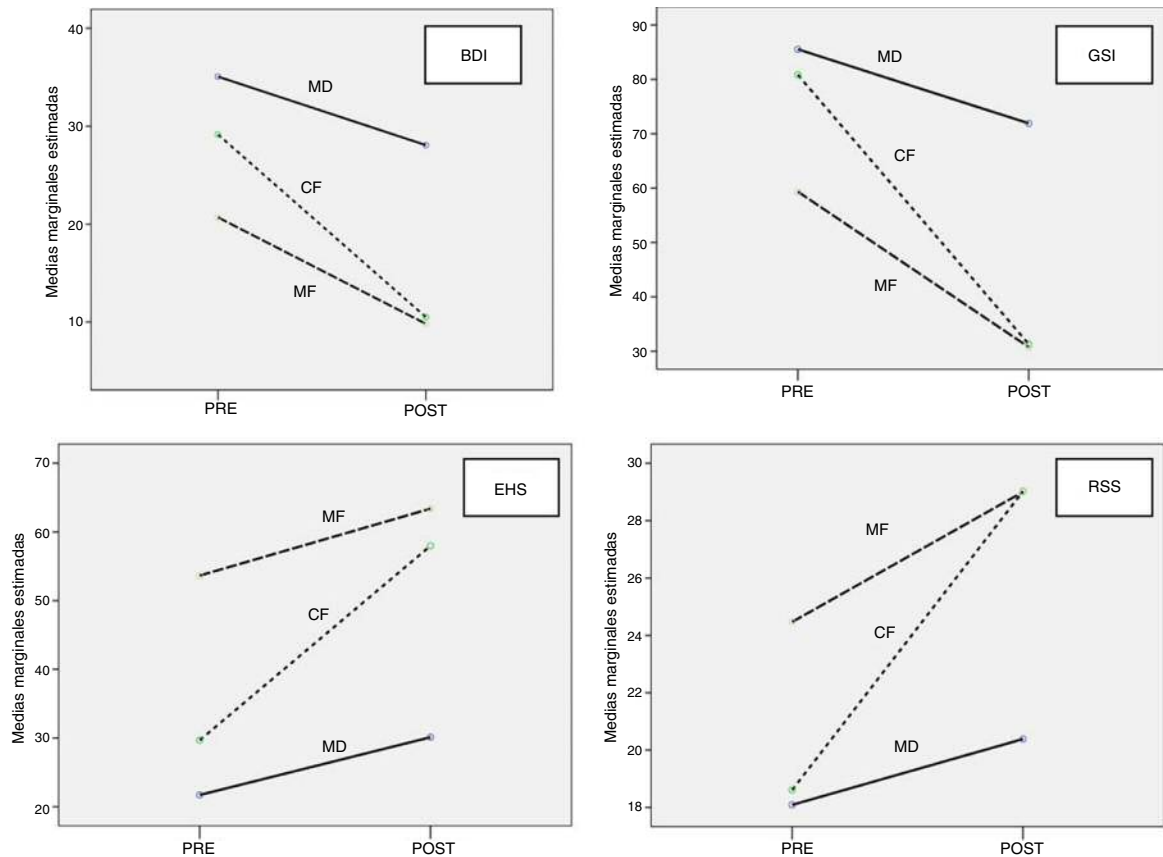 40
30
20
10
Medias marginales estimadas
BDI
MD
CF
MF
PRE
POST
90
80
70
60
50
40
30
Medias marginales estimadas
GSI
MD
CF
MF
PRE
POST
70
60
50
40
30
20
Medias marginales estimadas
EHS
MF
CF
MD
PRE
POST
30
28
26
24
22
20
18
Medias marginales estimadas
RSS
MF
CF
MD
PRE
POST